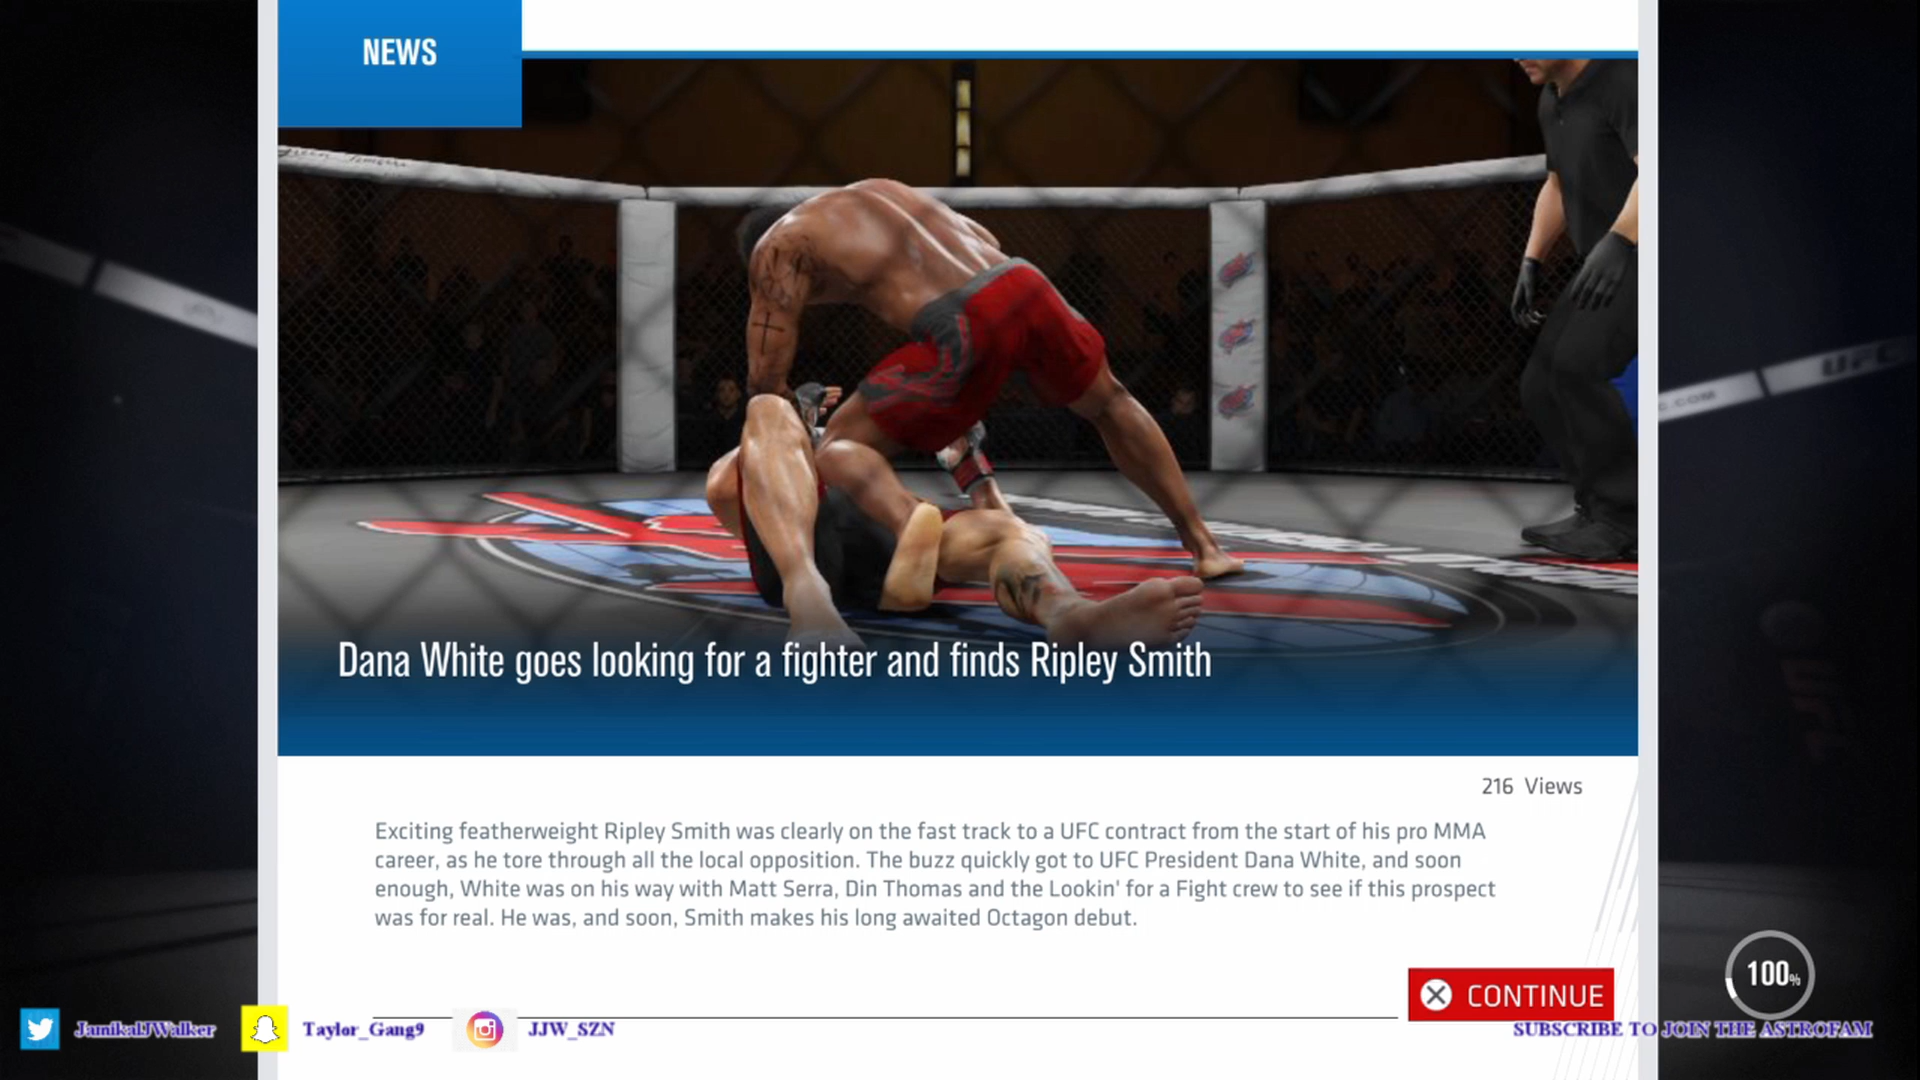 NEWS
UFC
C.COM
Dana White goes looking for a fighter and finds Ripley Smith
216 Views
Exciting featherweight Ripley Smith was clearly on the fast track to a UFC contract from the start of his pro MMA
career, as he tore through all the local opposition. The buzz quickly got to UFC President Dana White, and soon
enough, White was on his way with Matt Serra, Din Thomas and the Lookin' for a Fight crew to see if this prospect
was for real. He was, and soon, Smith makes his long awaited Octagon debut.
100%
CONTINUE
JamikalJWalker
Taylor_Gang9
JJW_SZN
SUBSCRIBE TO JOIN THE ASTROFAM